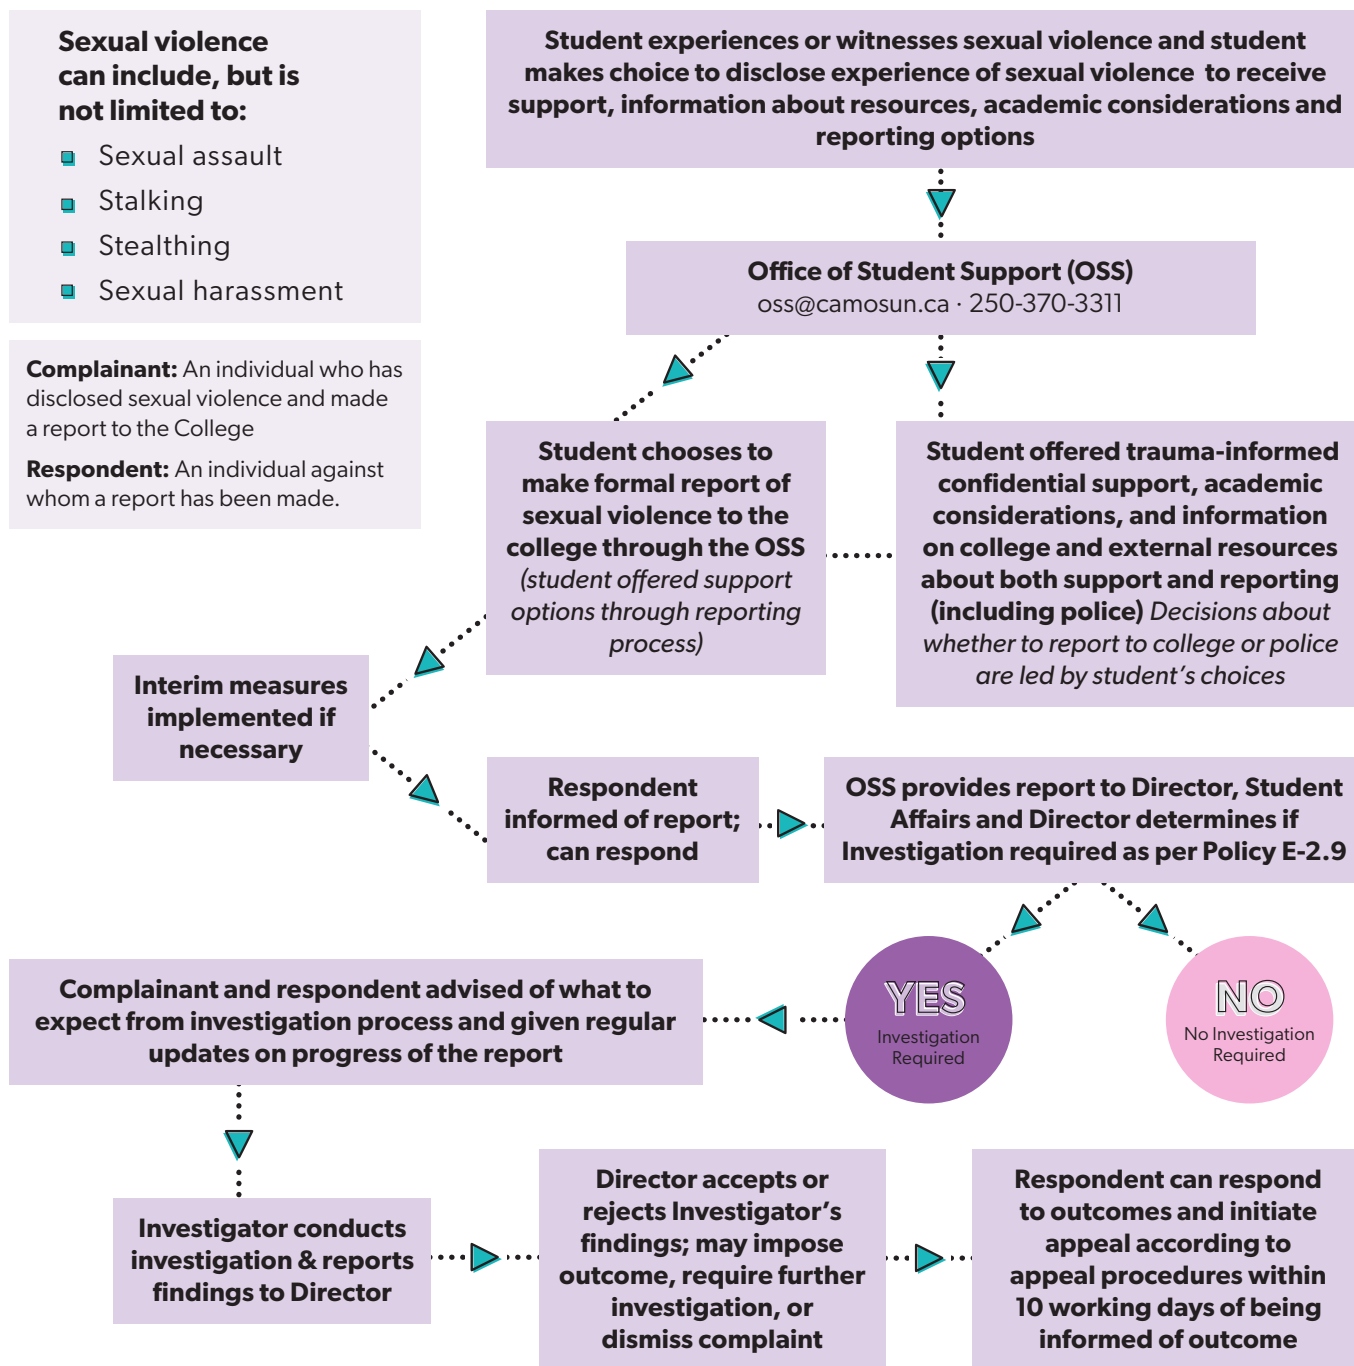 Sexual violence
can include, but is
not limited to:
Sexual assault
Stalking
Stealthing
Sexual harassment
Complainant: An individual who has
disclosed sexual violence and made
a report to the College
Respondent: An individual against
whom a report has been made.
Student experiences or witnesses sexual violence and student
makes choice to disclose experience of sexual violence to receive
support, information about resources, academic considerations and
reporting options
Office of Student Support (OSS)
oss@camosun.ca · 250-370-3311
Student chooses to
make formal report of
sexual violence to the
college through the OSS
(student offered support
options through reporting
process)
Student offered trauma-informed
confidential support, academic
considerations, and information
on college and external resources
about both support and reporting
(including police) Decisions about
whether to report to college or police
are led by student’s choices
Interim measures
implemented if
necessary
Respondent
informed of report;
can respond
OSS provides report to Director, Student
Affairs and Director determines if
Investigation required as per Policy E-2.9
YES
Investigation
Required
NO
No Investigation
Required
Complainant and respondent advised of what to
expect from investigation process and given regular
updates on progress of the report
Investigator conducts
investigation & reports
findings to Director
Director accepts or
rejects Investigator’s
findings; may impose
outcome, require further
investigation, or
dismiss complaint
Respondent can respond
to outcomes and initiate
appeal according to
appeal procedures within
10 working days of being
informed of outcome